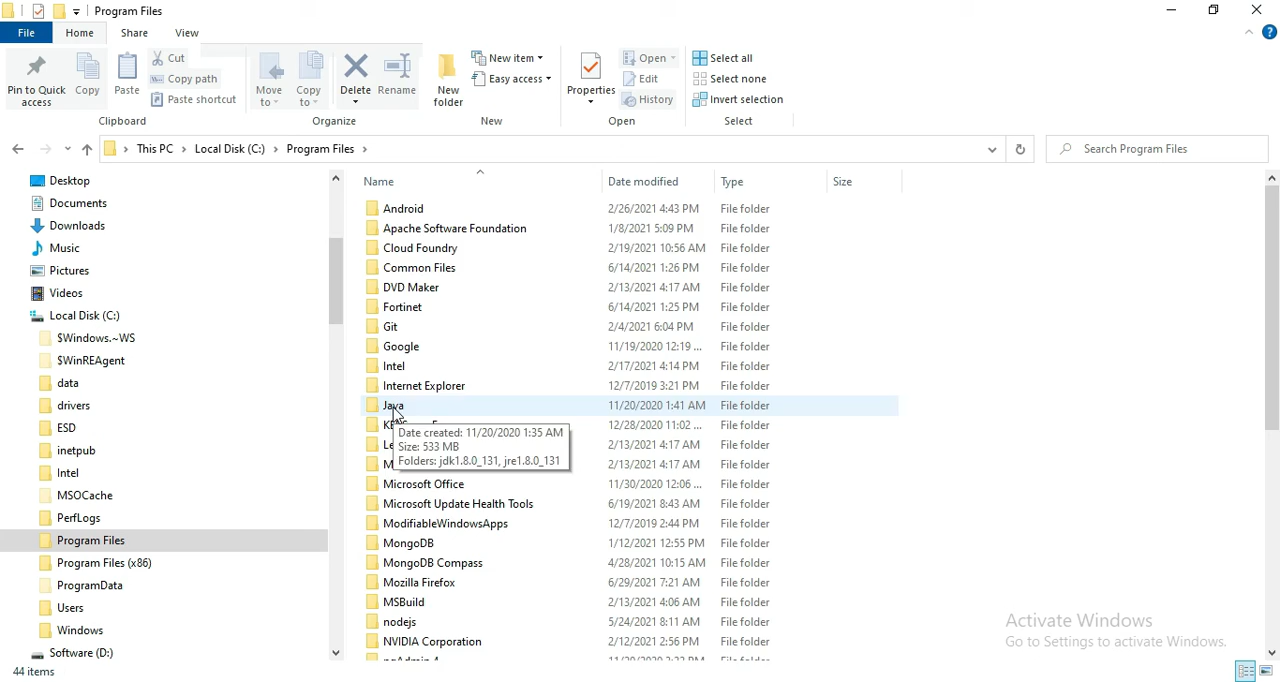 Program Files
File Home Share View
Pin to Quick access
Copy
Paste
Cut
Copy path
Paste shortcut
Clipboard
Move to
Copy to
Delete
Rename
Organize
New folder
New item
Easy access
New
Properties
Open
Edit
History
Open
Select all
Select none
Invert selection
Select
This PC Local Disk (C:) Program Files
Search Program Files
Desktop
Documents
Downloads
Music
Pictures
Videos
Local Disk (C:)
$Windows.~WS
$WinREAgent
data
drivers
ESD
inetpub
Intel
MSOCache
PerfLogs
Program Files
Program Files (x86)
ProgramData
Users
Windows
Software (D:)
Name Date modified Type Size
Android 2/26/2021 4:43 PM File folder
Apache Software Foundation 1/8/2021 5:09 PM File folder
Cloud Foundry 2/19/2021 10:56 AM File folder
Common Files 6/14/2021 1:26 PM File folder
DVD Maker 2/13/2021 4:17 AM File folder
Fortinet 6/14/2021 1:25 PM File folder
Git 2/4/2021 6:04 PM File folder
Google 11/19/2020 12:19 ... File folder
Intel 2/17/2021 4:14 PM File folder
Internet Explorer 12/7/2019 3:21 PM File folder
Java 11/20/2020 1:41 AM File folder
12/28/2020 11:02 ... File folder
2/13/2021 4:17 AM File folder
2/13/2021 4:17 AM File folder
Date created: 11/20/2020 1:35 AM
Size: 533 MB
Folders: jdk1.8.0_131, jre1.8.0_131
Microsoft Office 11/30/2020 12:06 ... File folder
Microsoft Update Health Tools 6/19/2021 8:43 AM File folder
ModifiableWindowsApps 12/7/2019 2:44 PM File folder
MongoDB 1/12/2021 12:55 PM File folder
MongoDB Compass 4/28/2021 10:15 AM File folder
Mozilla Firefox 6/29/2021 7:21 AM File folder
MSBuild 2/13/2021 4:06 AM File folder
nodejs 5/24/2021 8:11 AM File folder
NVIDIA Corporation 2/12/2021 2:56 PM File folder
Activate Windows
Go to Settings to activate Windows.
44 items